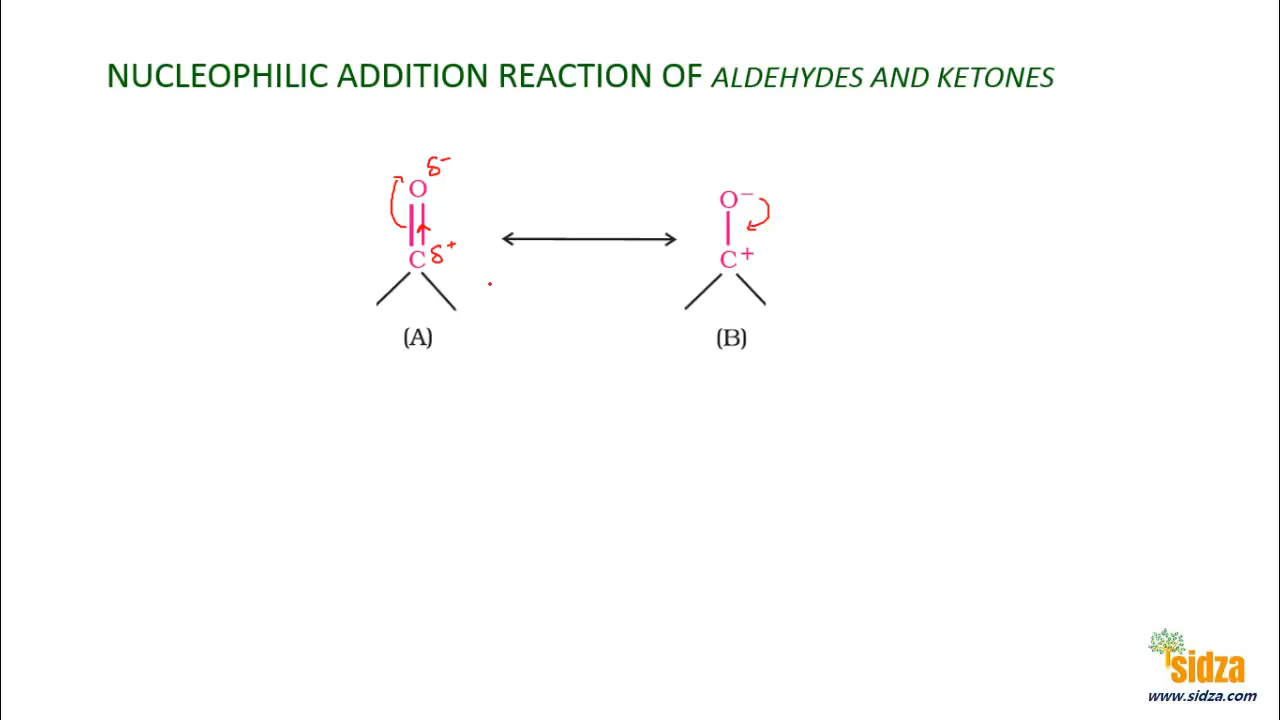 NUCLEOPHILIC ADDITION REACTION OF ALDEHYDES AND KETONES
δ−
O
C δ+
(A)
O−
C+
(B)
sidza
www.sidza.com